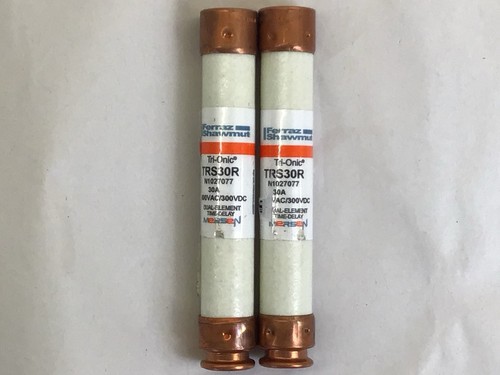 Ferraz
Shawmut
Tri-Onic®
TRS30R
N1027077
30A
VAC/300VDC
DUAL-ELEMENT
TIME-DELAY
MERSEN
Ferraz
Shawmut
Tri-Onic®
TRS30R
N1027077
30A
VAC/300VDC
DUAL-ELEMENT
TIME-DELAY
MERSEN